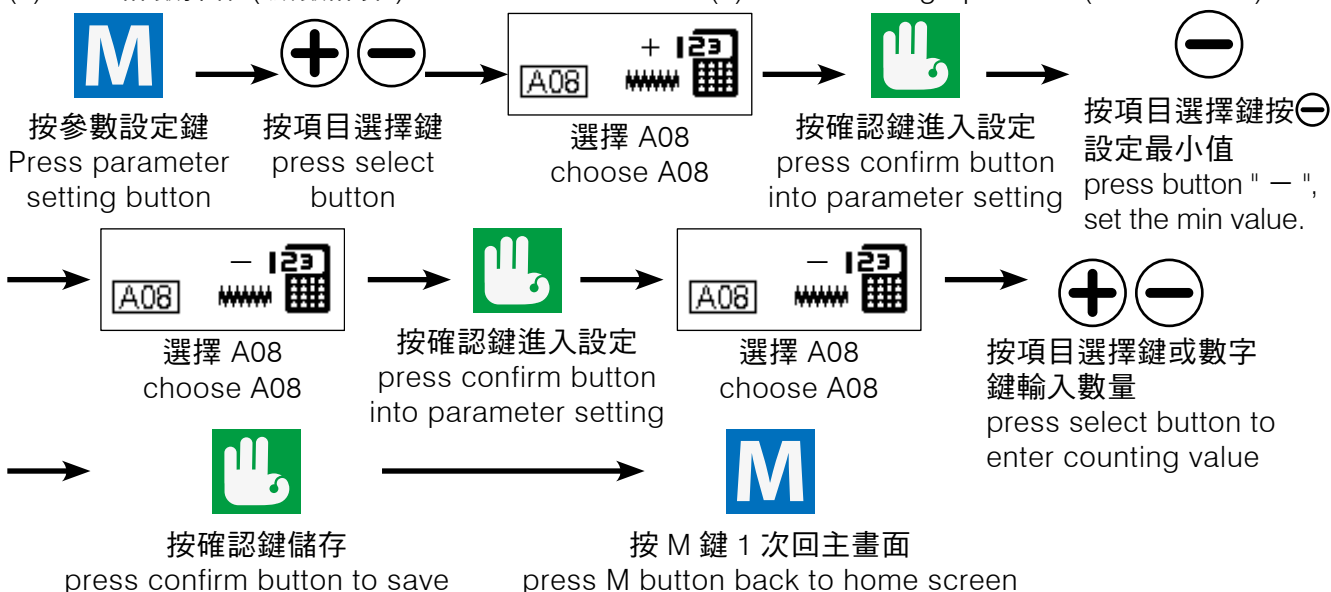 M
+ −
+ 123
A08
−
按參數設定鍵
Press parameter
setting button
按項目選擇鍵
press select
button
選擇 A08
choose A08
按確認鍵進入設定
press confirm button
into parameter setting
按項目選擇鍵按⊖
設定最小值
press button " − ",
set the min value.
− 123
A08
選擇 A08
choose A08
按確認鍵進入設定
press confirm button
into parameter setting
− 123
A08
選擇 A08
choose A08
+ −
按項目選擇鍵或數字
鍵輸入數量
press select button to
enter counting value
按確認鍵儲存
press confirm button to save
M
按 M 鍵 1 次回主畫面
press M button back to home screen